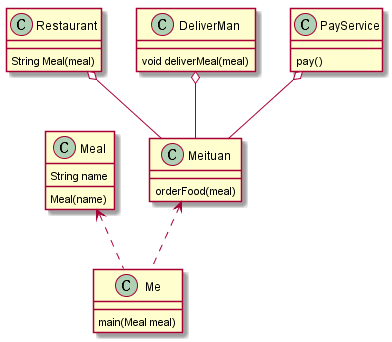 C Restaurant
String Meal(meal)
C DeliverMan
void deliverMeal(meal)
C PayService
pay()
C Meal
String name
Meal(name)
C Meituan
orderFood(meal)
C Me
main(Meal meal)